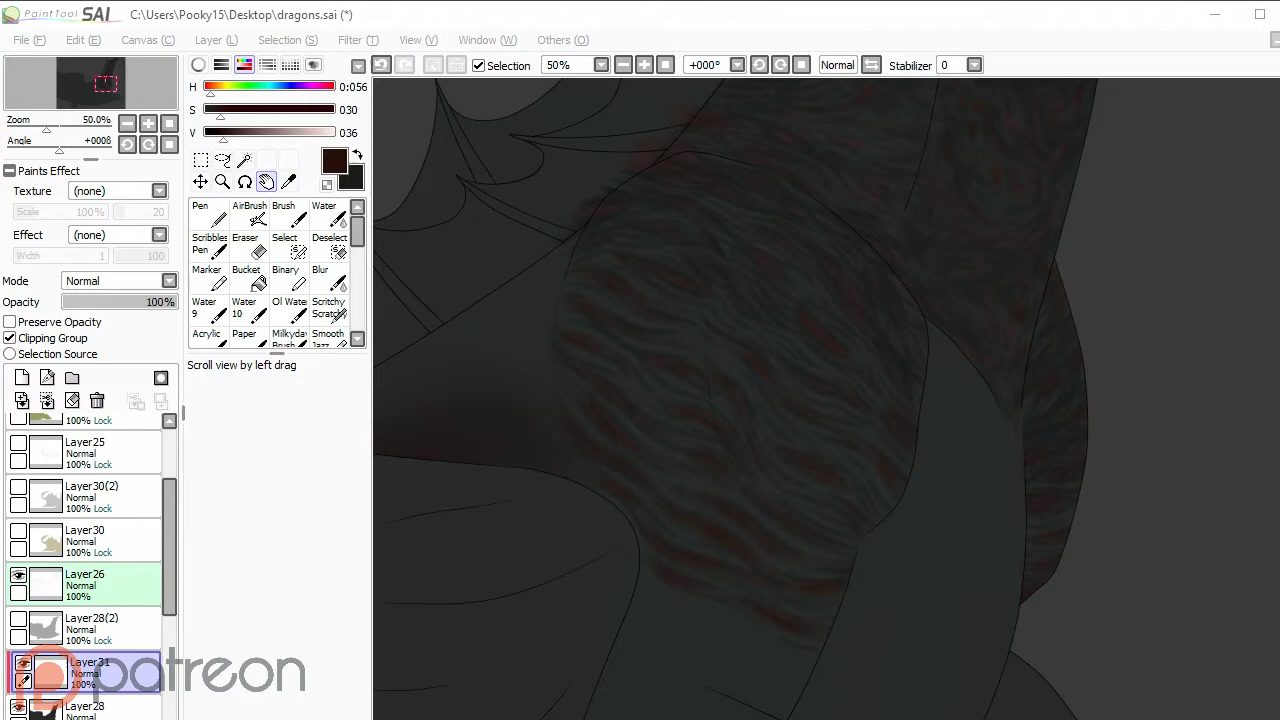 PaintTool SAI C:\Users\Pooky15\Desktop\dragons.sai (*)
File (F) Edit (E) Canvas (C) Layer (L) Selection (S) Filter (T) View (V) Window (W) Others (O)
Selection 50% +000° Normal Stabilizer 0
H 0:056
S 030
V 036
Zoom 50.0%
Angle +000δ
Paints Effect
Texture (none)
Scale 100% 20
Effect (none)
Width 1 100
Mode Normal
Opacity 100%
Preserve Opacity
Clipping Group
Selection Source
Pen AirBrush Brush Water
Scribbles Pen Eraser Select Deselect
Marker Bucket Binary Blur
Water 9 Water 10 Ol Water Scritchy Scratch
Acrylic Paper Milkyday Brush Smooth Jazz
Scroll view by left drag
100% Lock
Layer25
Normal
100% Lock
Layer30(2)
Normal
100% Lock
Layer30
Normal
100% Lock
Layer26
Normal
100%
Layer28(2)
Normal
100% Lock
Layer31
Normal
100%
Layer28
Normal
patreon